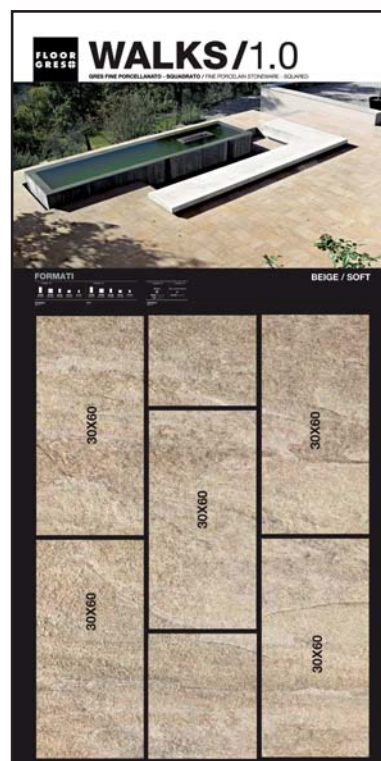 FLOOR
GRES
WALKS/1.0
GRES FINE PORCELLANATO - SQUADRATO / FINE PORCELAIN STONEWARE - SQUARED
FORMATI
BEIGE / SOFT
30X60
30X60
30X60
30X60
30X60